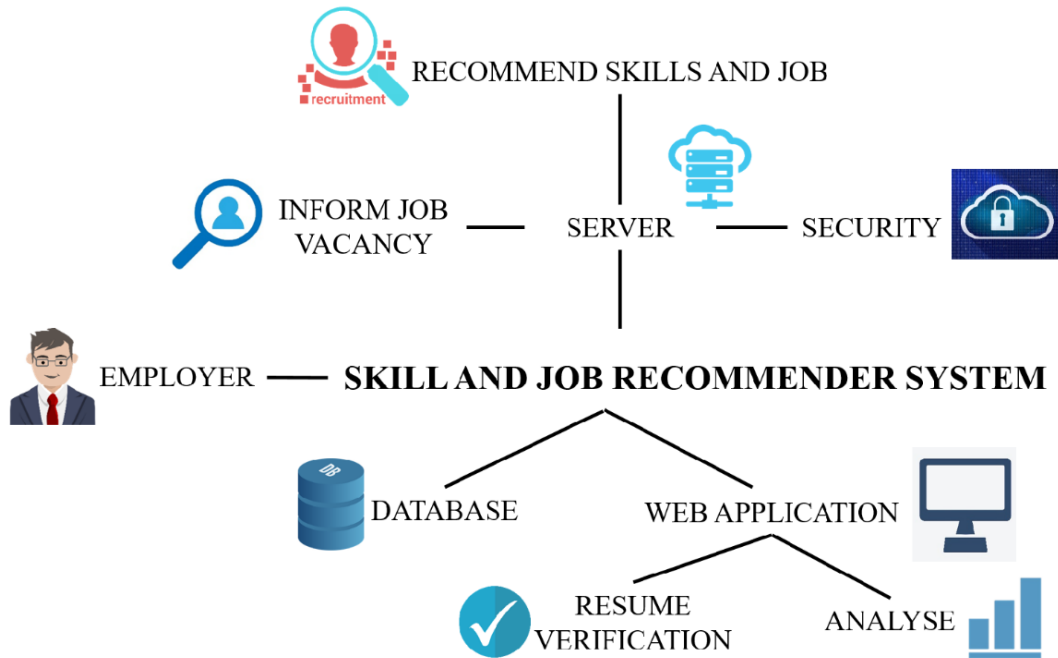 RECOMMEND SKILLS AND JOB
recruitment
INFORM JOB
VACANCY
SERVER
SECURITY
EMPLOYER
SKILL AND JOB RECOMMENDER SYSTEM
DB
DATABASE
WEB APPLICATION
RESUME
VERIFICATION
ANALYSE